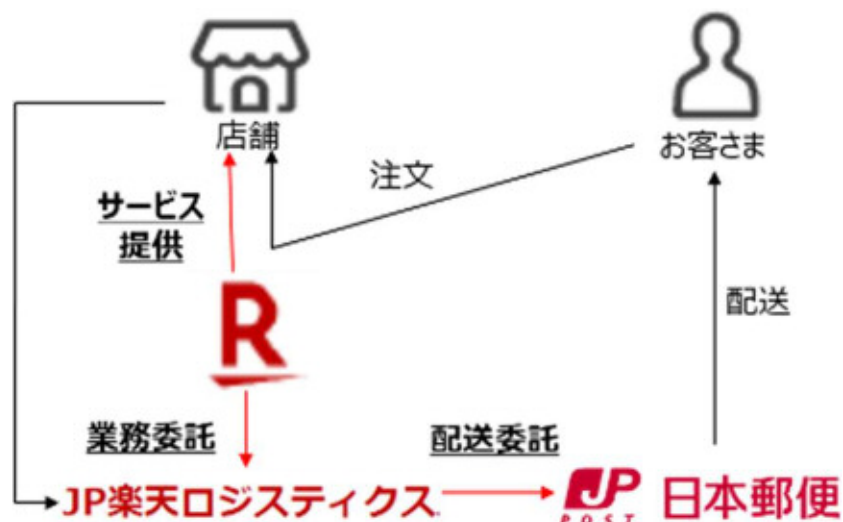 店舗
お客さま
注文
サービス
提供
R
配送
業務委託
配送委託
JP楽天ロジスティクス
JP
POST
日本郵便